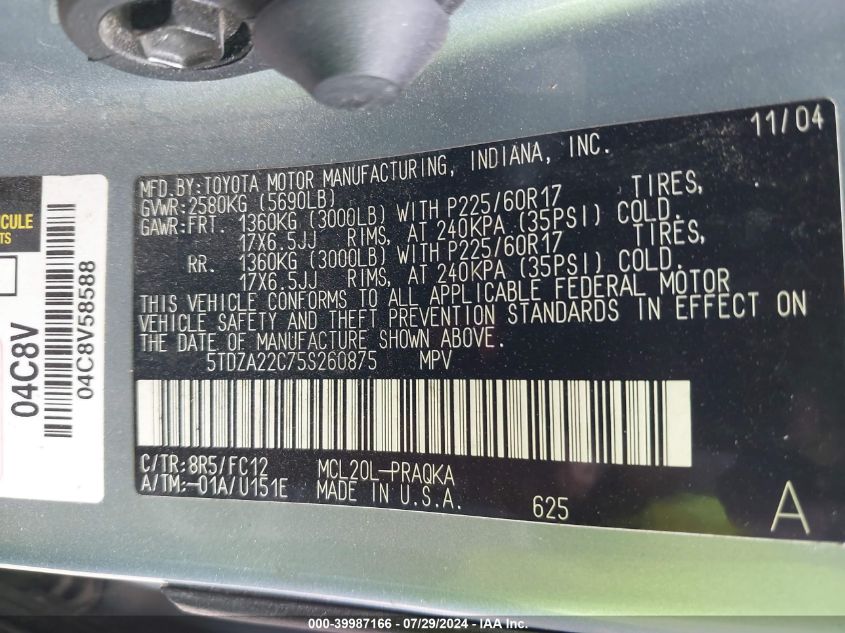 11/04
MFD.BY:TOYOTA MOTOR MANUFACTURING, INDIANA, INC.
GVWR:2580KG (5690LB)
GAWR:FRT. 1360KG (3000LB) WITH P225/60R17 TIRES,
17X6.5JJ RIMS, AT 240KPA (35PSI) COLD.
RR. 1360KG (3000LB) WITH P225/60R17 TIRES,
17X6.5JJ RIMS, AT 240KPA (35PSI) COLD.
THIS VEHICLE CONFORMS TO ALL APPLICABLE FEDERAL MOTOR
VEHICLE SAFETY AND THEFT PREVENTION STANDARDS IN EFFECT ON
THE DATE OF MANUFACTURE SHOWN ABOVE.
5TDZA22C75S260875 MPV
C/TR:8R5/FC12 MCL20L-PRAQKA
A/TM:-01A/U151E MADE IN U.S.A.
625
A
04C8V
04C8V58588
000-39987166 - 07/29/2024 - IAAI.com